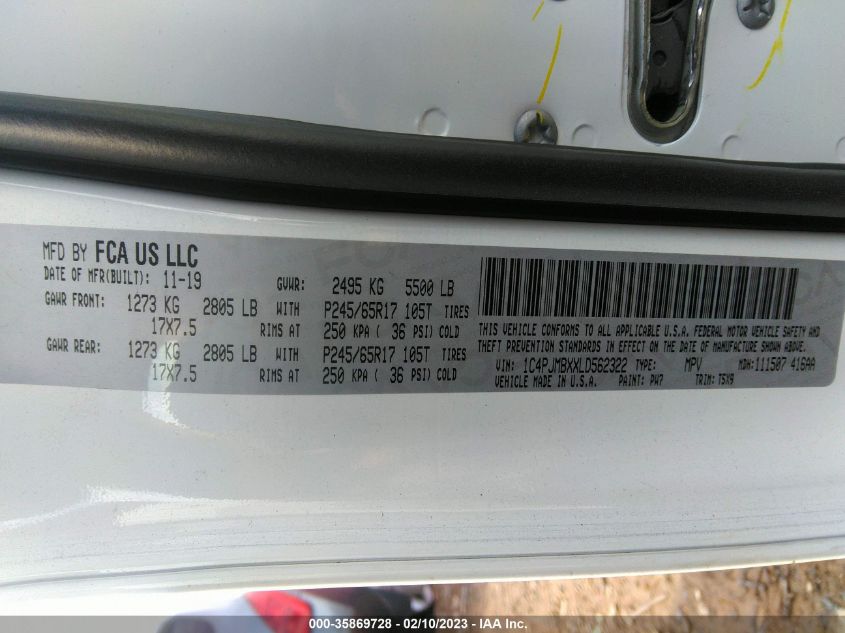 MFD BY FCA US LLC
DATE OF MFR(BUILT): 11-19 GVWR: 2495 KG 5500 LB
GAWR FRONT: 1273 KG 2805 LB WITH P245/65R17 105T TIRES
17X7.5 RIMS AT 250 KPA ( 36 PSI) COLD
GAWR REAR: 1273 KG 2805 LB WITH P245/65R17 105T TIRES
17X7.5 RIMS AT 250 KPA ( 36 PSI) COLD
THIS VEHICLE CONFORMS TO ALL APPLICABLE U.S.A. FEDERAL MOTOR VEHICLE SAFETY AND
THEFT PREVENTION STANDARDS IN EFFECT ON THE DATE OF MANUFACTURE SHOWN ABOVE.
VIN: 1C4PJMBXXLD562322 TYPE: MPV MDH: 111507 416AA
VEHICLE MADE IN U.S.A. PAINT: PW7 TRIM: T5X9
000-35869728 — 02/10/2023 — IAA Inc.